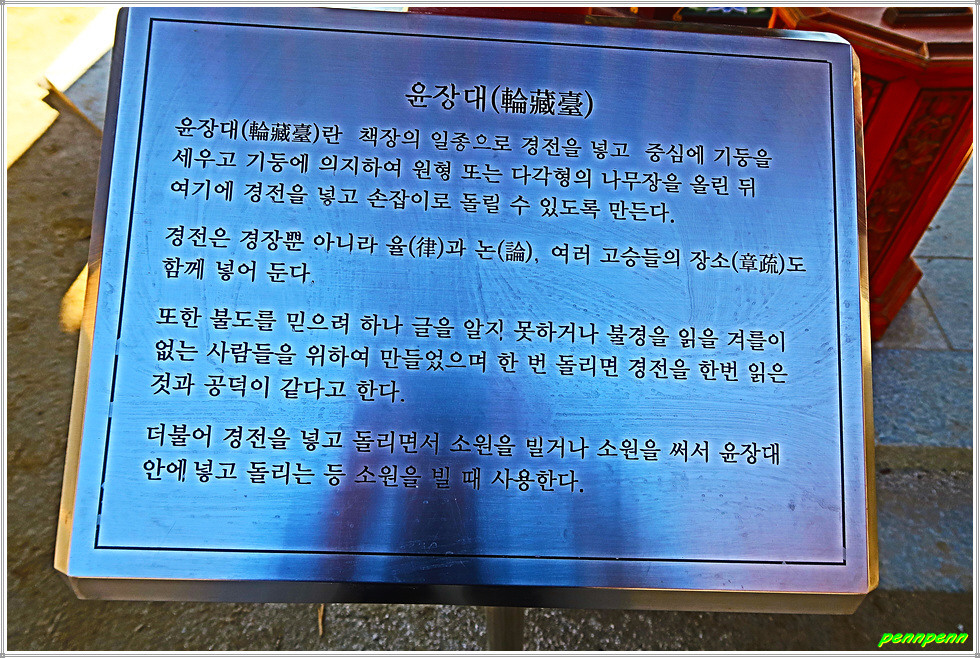 윤장대(輪藏臺)
윤장대(輪藏臺)란 책장의 일종으로 경전을 넣고 중심에 기둥을
세우고 기둥에 의지하여 원형 또는 다각형의 나무장을 올린 뒤
여기에 경전을 넣고 손잡이로 돌릴 수 있도록 만든다.
경전은 경장뿐 아니라 율(律)과 논(論), 여러 고승들의 장소(章疏)도
함께 넣어 둔다.
또한 불도를 믿으려 하나 글을 알지 못하거나 불경을 읽을 겨를이
없는 사람들을 위하여 만들었으며 한 번 돌리면 경전을 한번 읽은
것과 공덕이 같다고 한다.
더불어 경전을 넣고 돌리면서 소원을 빌거나 소원을 써서 윤장대
안에 넣고 돌리는 등 소원을 빌 때 사용한다.
pennpenn